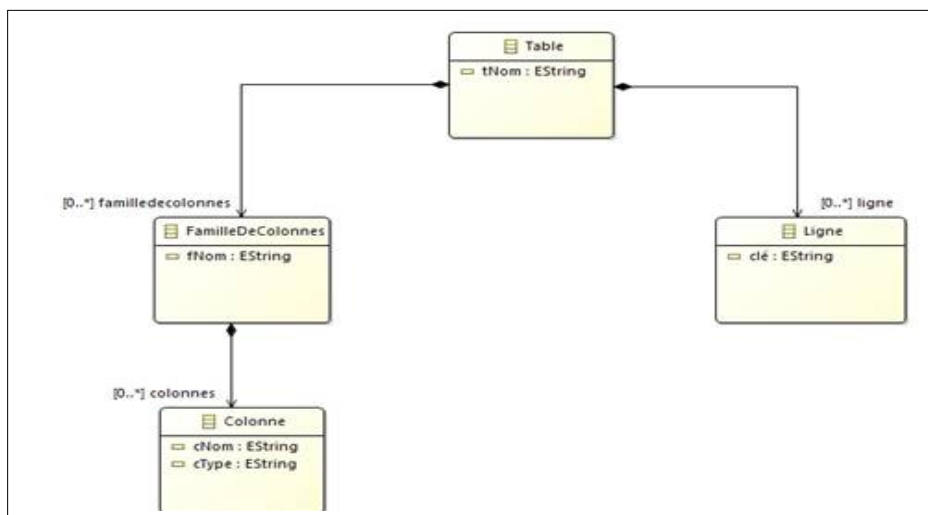 Table
tNom : EString
[0..*] familledecolonnes
[0..*] ligne
FamilleDeColonnes
fNom : EString
Ligne
clé : EString
[0..*] colonnes
Colonne
cNom : EString
cType : EString